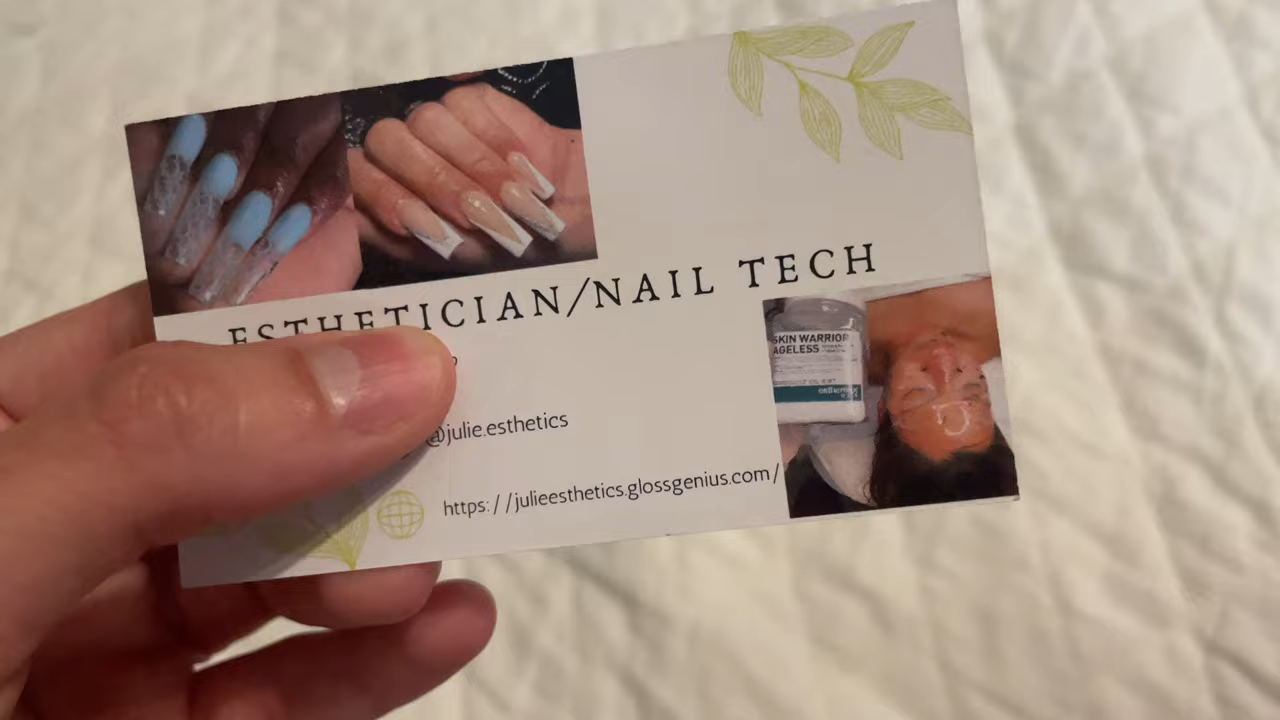 ESTHETICIAN/NAIL TECH
SKIN WARRIOR
AGELESS
@julie.esthetics
https://julieesthetics.glossgenius.com/